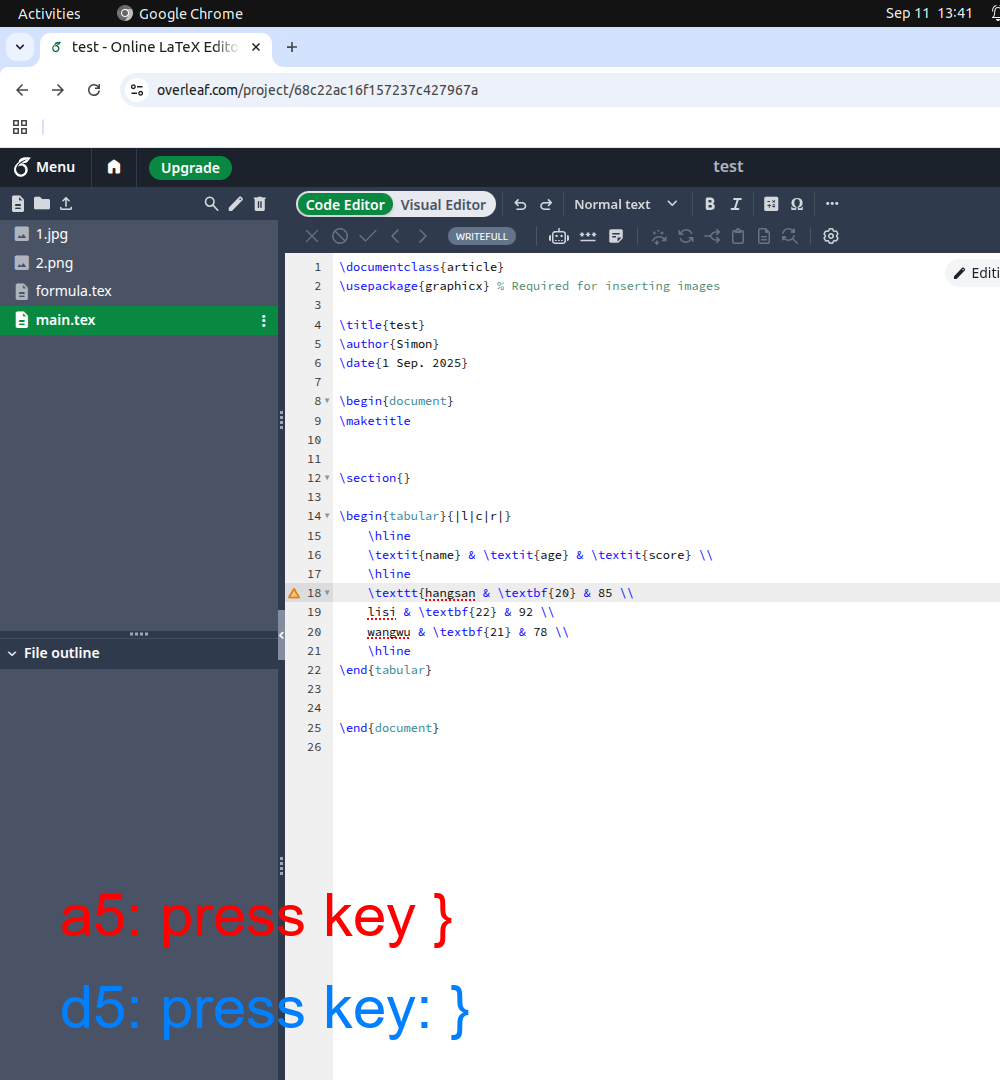 Activities Google Chrome Sep 11 13:41
test - Online LaTeX Edito
overleaf.com/project/68c22ac16f157237c427967a
Menu Upgrade test
Code Editor Visual Editor Normal text B I Ω
WRITEFULL
1.jpg
2.png
formula.tex
main.tex
File outline
Editi
1 \documentclass{article}
2 \usepackage{graphicx} % Required for inserting images
3
4 \title{test}
5 \author{Simon}
6 \date{1 Sep. 2025}
7
8 \begin{document}
9 \maketitle
10
11
12 \section{}
13
14 \begin{tabular}{|l|c|r|}
15 \hline
16 \textit{name} & \textit{age} & \textit{score} \\
17 \hline
18 \texttt{hangsan & \textbf{20} & 85 \\
19 lisi & \textbf{22} & 92 \\
20 wangwu & \textbf{21} & 78 \\
21 \hline
22 \end{tabular}
23
24
25 \end{document}
26
a5: press key }
d5: press key: }